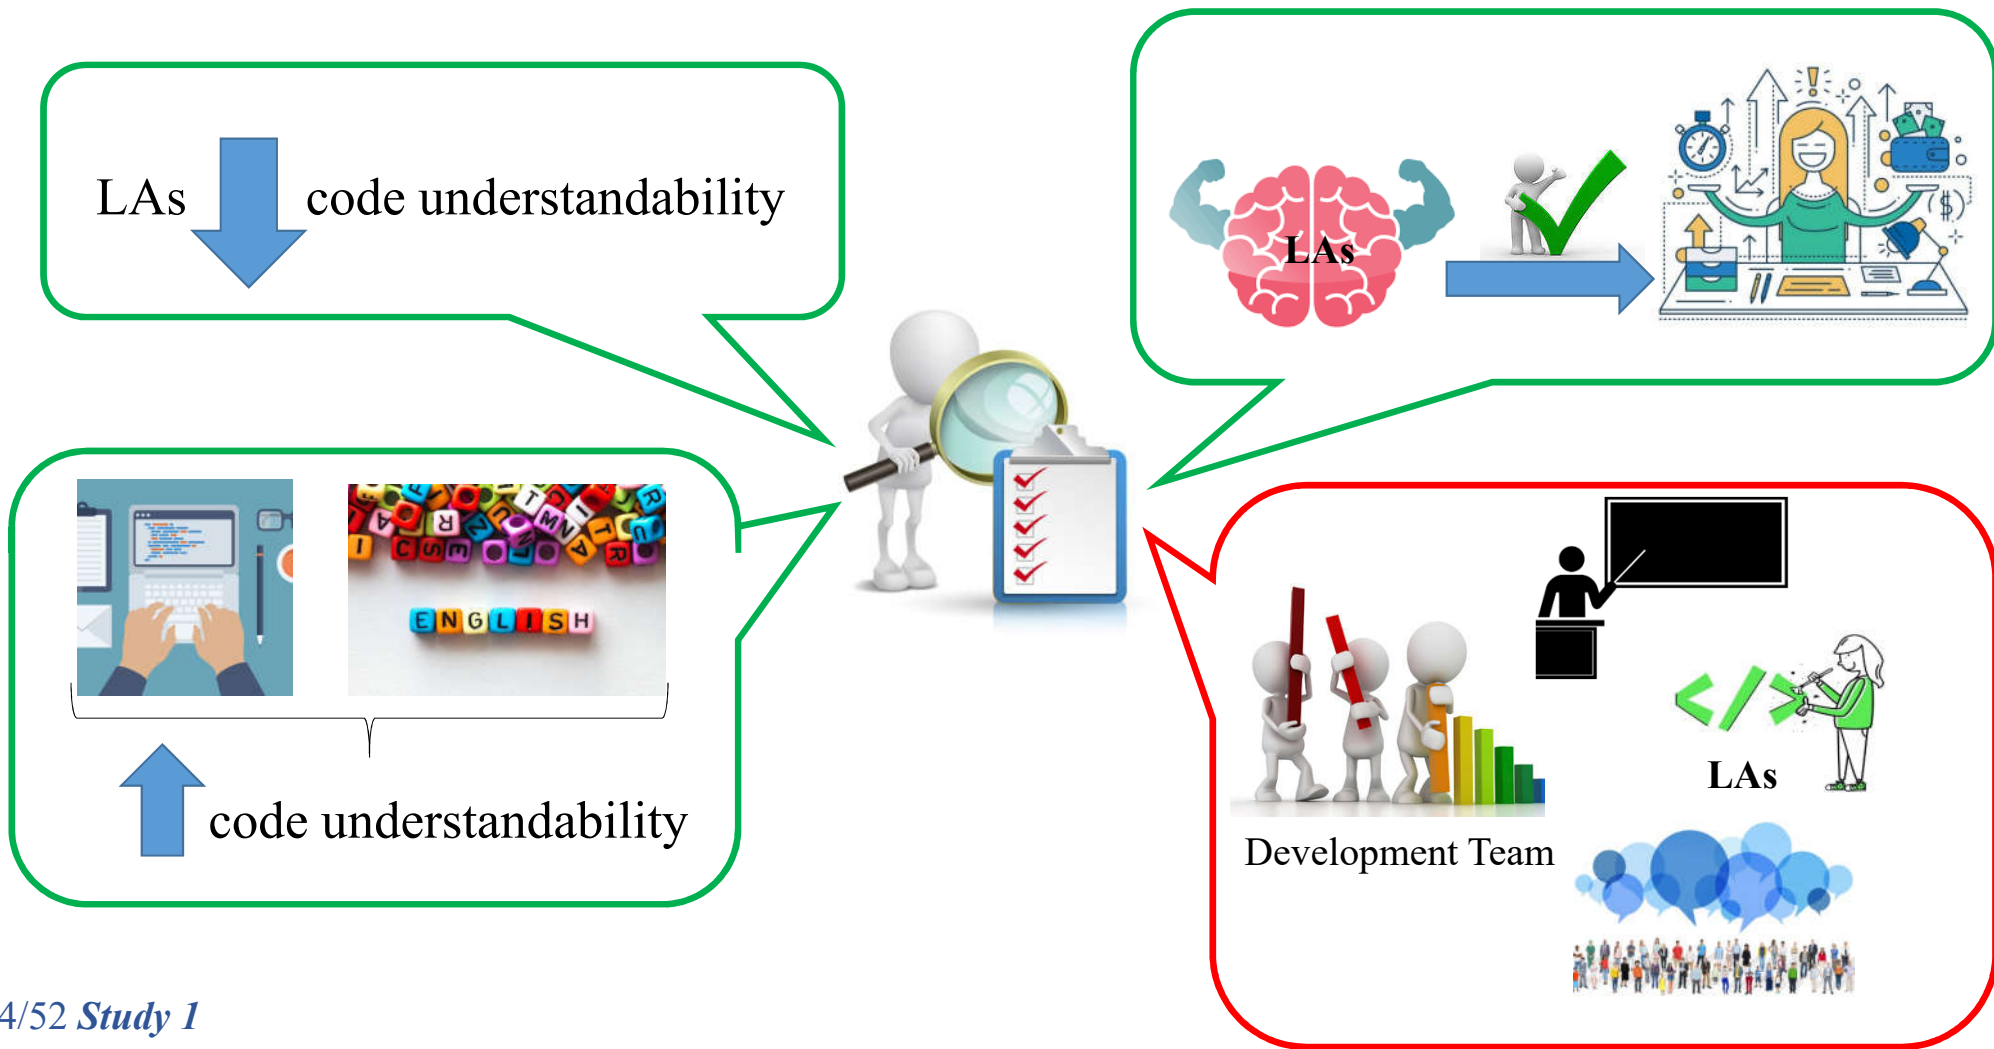 LAs code understandability
LAs
ENGLISH
code understandability
LAs
Development Team
4/52 Study 1